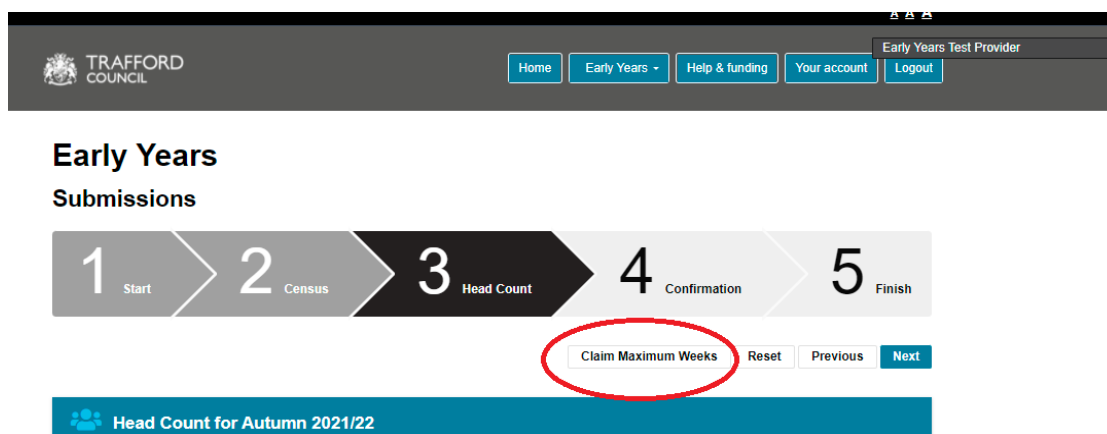 A A A
Early Years Test Provider
TRAFFORD
COUNCIL
Home Early Years Help & funding Your account Logout
Early Years
Submissions
1 Start 2 Census 3 Head Count 4 Confirmation 5 Finish
Claim Maximum Weeks Reset Previous Next
Head Count for Autumn 2021/22